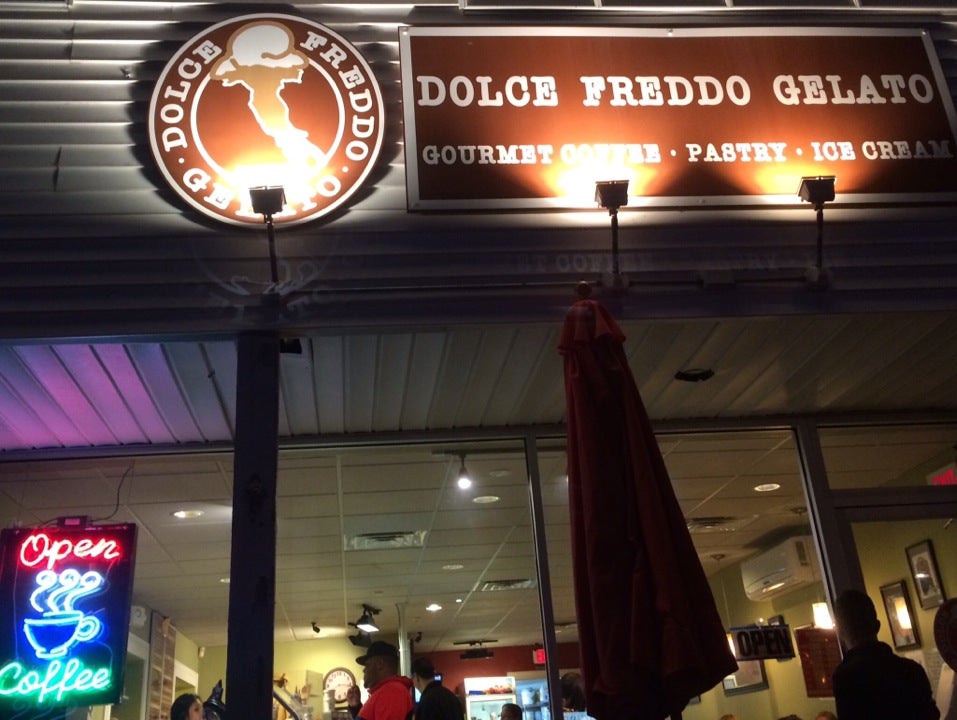 DOLCE FREDDO
GELATO
DOLCE FREDDO GELATO
GOURMET COFFEE · PASTRY · ICE CREAM
Open
Coffee
OPEN